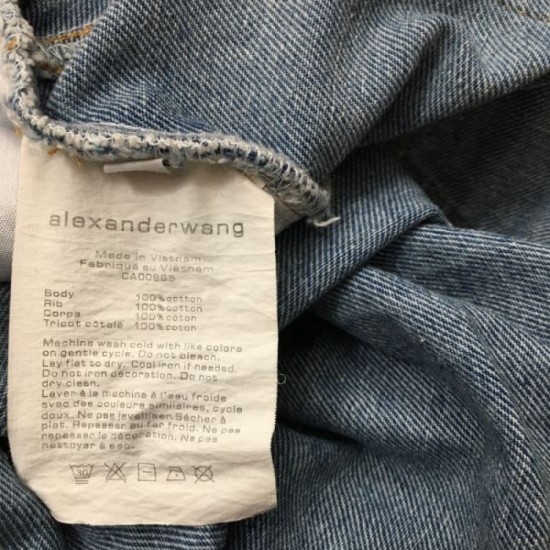 alexanderwang
Made in Vietnam
Fabriqué au Vietnam
CA00885
Body 100%cotton
Rib 100%cotton
Corps 100%coton
Tricot côtelé 100%coton
Machine wash cold with like colors
on gentle cycle. Do not bleach.
Lay flat to dry. Cool iron if needed.
Do not iron decoration. Do not
dry clean.
Laver à la machine à l'eau froide
avec des couleurs similaires, cycle
doux. Ne pas javelliser. Sécher à
plat. Repasser au fer froid. Ne pas
repasser la décoration. Ne pas
nettoyer à sec.
30